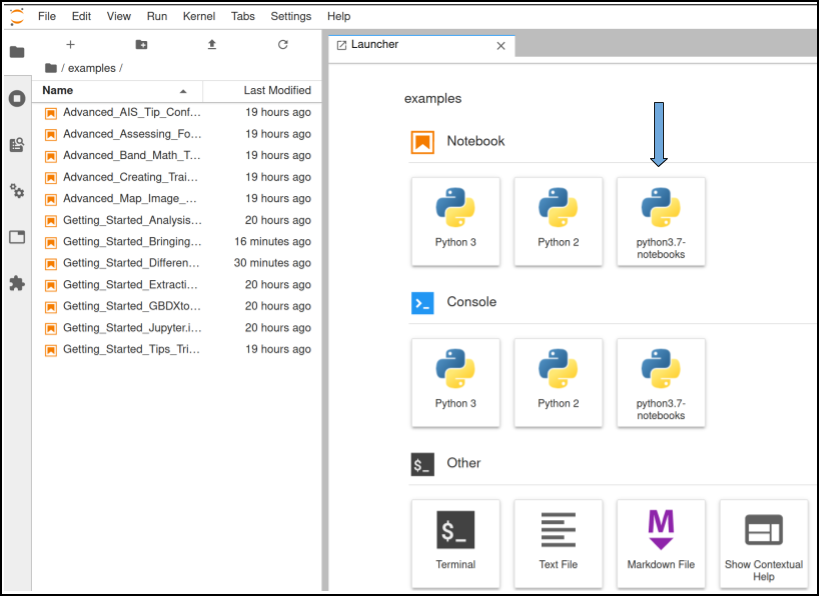 File Edit View Run Kernel Tabs Settings Help
Launcher
/ examples /
Name Last Modified
Advanced_AIS_Tip_Conf... 19 hours ago
Advanced_Assessing_Fo... 19 hours ago
Advanced_Band_Math_T... 19 hours ago
Advanced_Creating_Trai... 19 hours ago
Advanced_Map_Image_... 19 hours ago
Getting_Started_Analysis... 20 hours ago
Getting_Started_Bringing... 16 minutes ago
Getting_Started_Differen... 30 minutes ago
Getting_Started_Extracti... 20 hours ago
Getting_Started_GBDXto... 20 hours ago
Getting_Started_Jupyter.i... 20 hours ago
Getting_Started_Tips_Tri... 19 hours ago
examples
Notebook
Python 3
Python 2
python3.7-
notebooks
>_ Console
Python 3
Python 2
python3.7-
notebooks
$_ Other
$_
Terminal
Text File
M
Markdown File
Show Contextual
Help